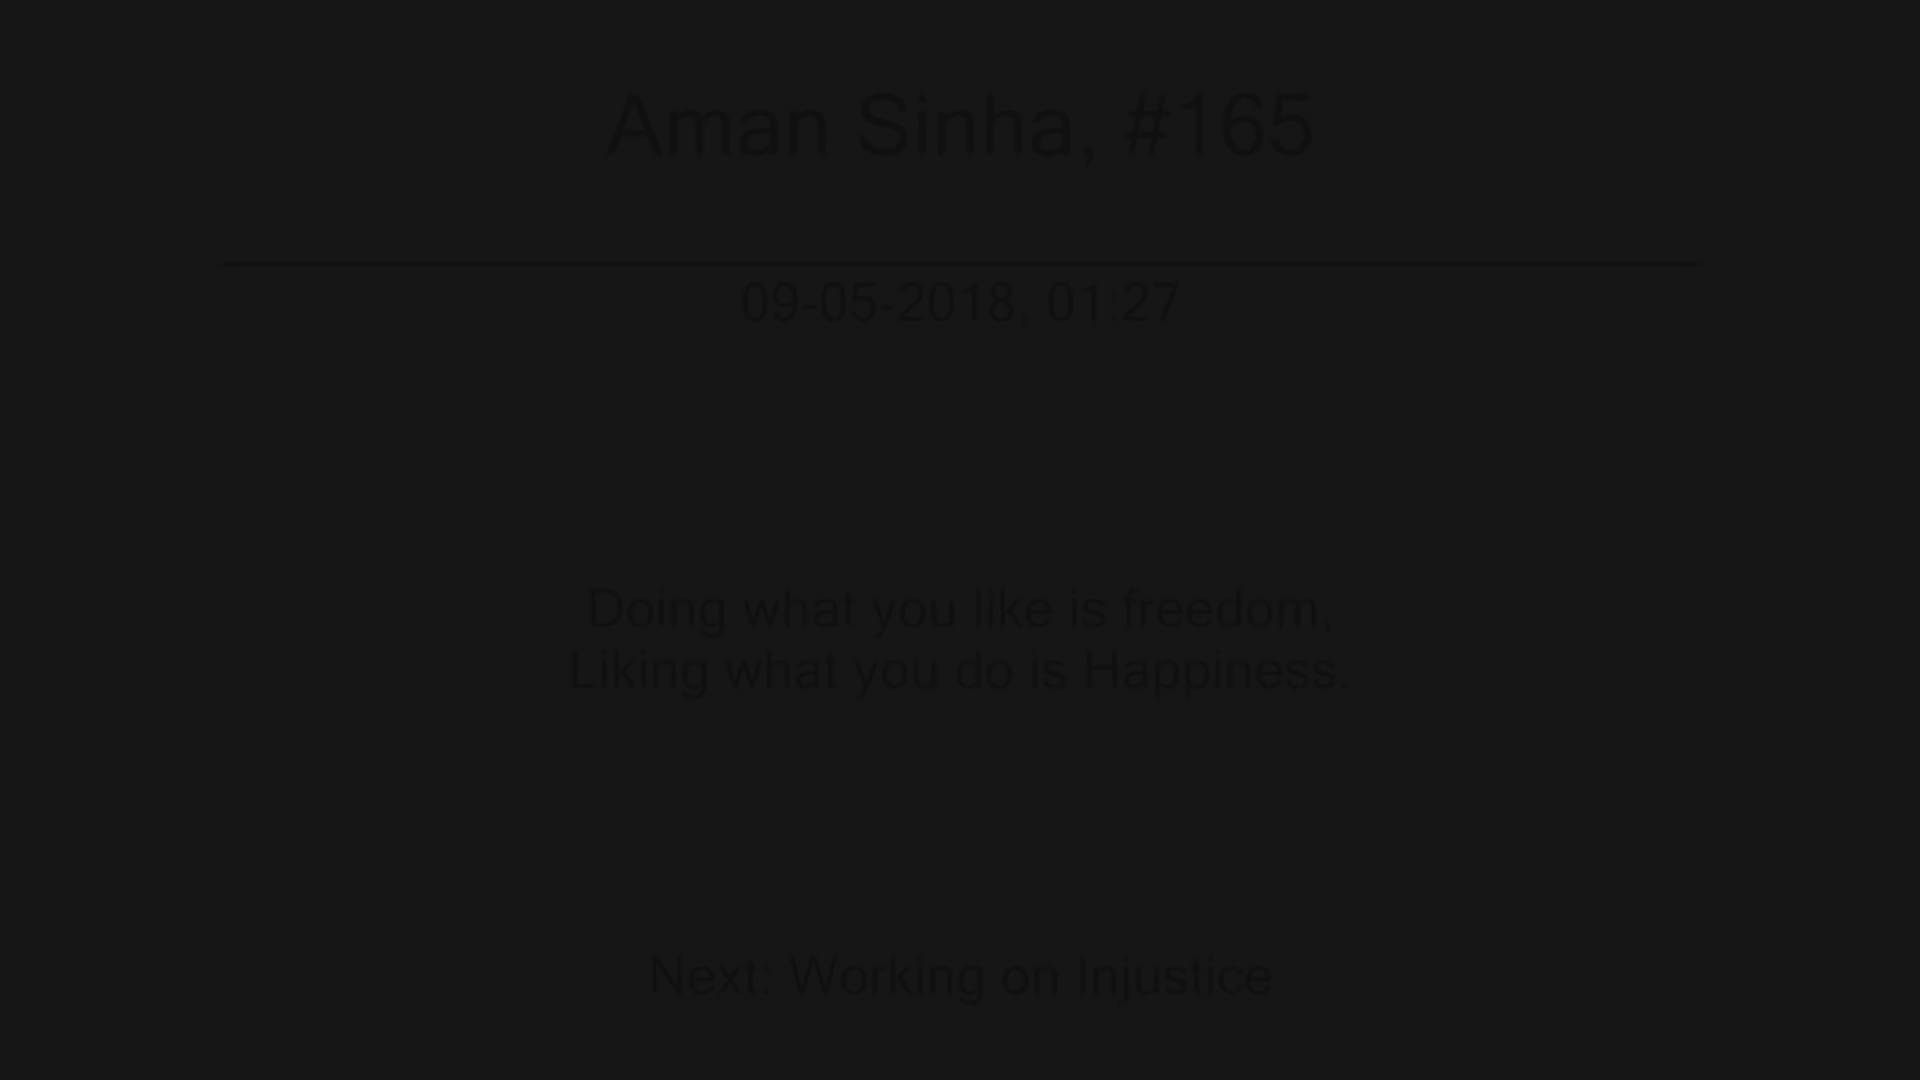 Aman Sinha, #165
09-05-2018, 01:27
Doing what you like is freedom,
Liking what you do is Happiness.
Next: Working on Injustice